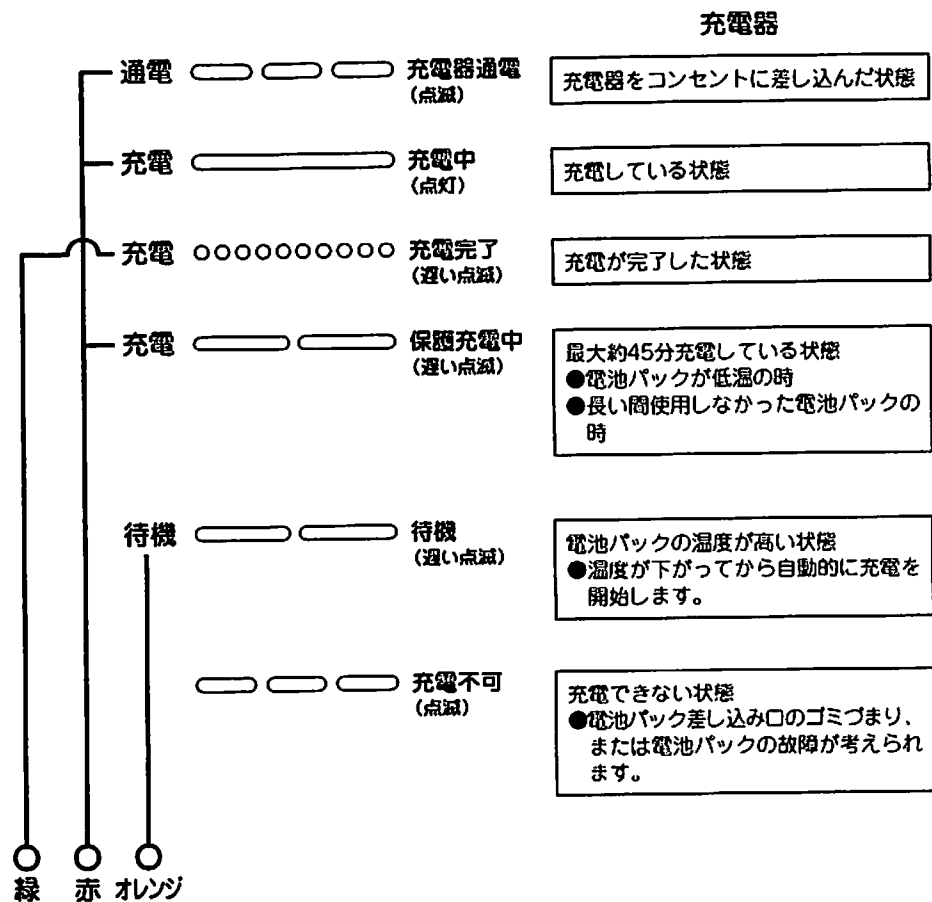 充電器
通電 充電器通電 充電器をコンセントに差し込んだ状態
(点滅)
充電 充電中 充電している状態
(点灯)
充電 充電完了 充電が完了した状態
(遅い点滅)
充電 保護充電中 最大約45分充電している状態
(遅い点滅) ●電池パックが低温の時
●長い間使用しなかった電池パックの
時
待機 待機 電池パックの温度が高い状態
(遅い点滅) ●温度が下がってから自動的に充電を
開始します。
充電不可 充電できない状態
(点滅) ●電池パック差し込み口のゴミづまり、
または電池パックの故障が考えられ
ます。
緑 赤 オレンジ